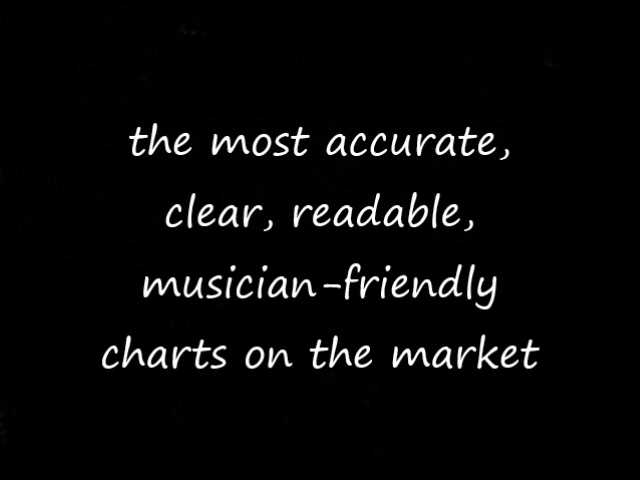 the most accurate,
clear, readable,
musician-friendly
charts on the market